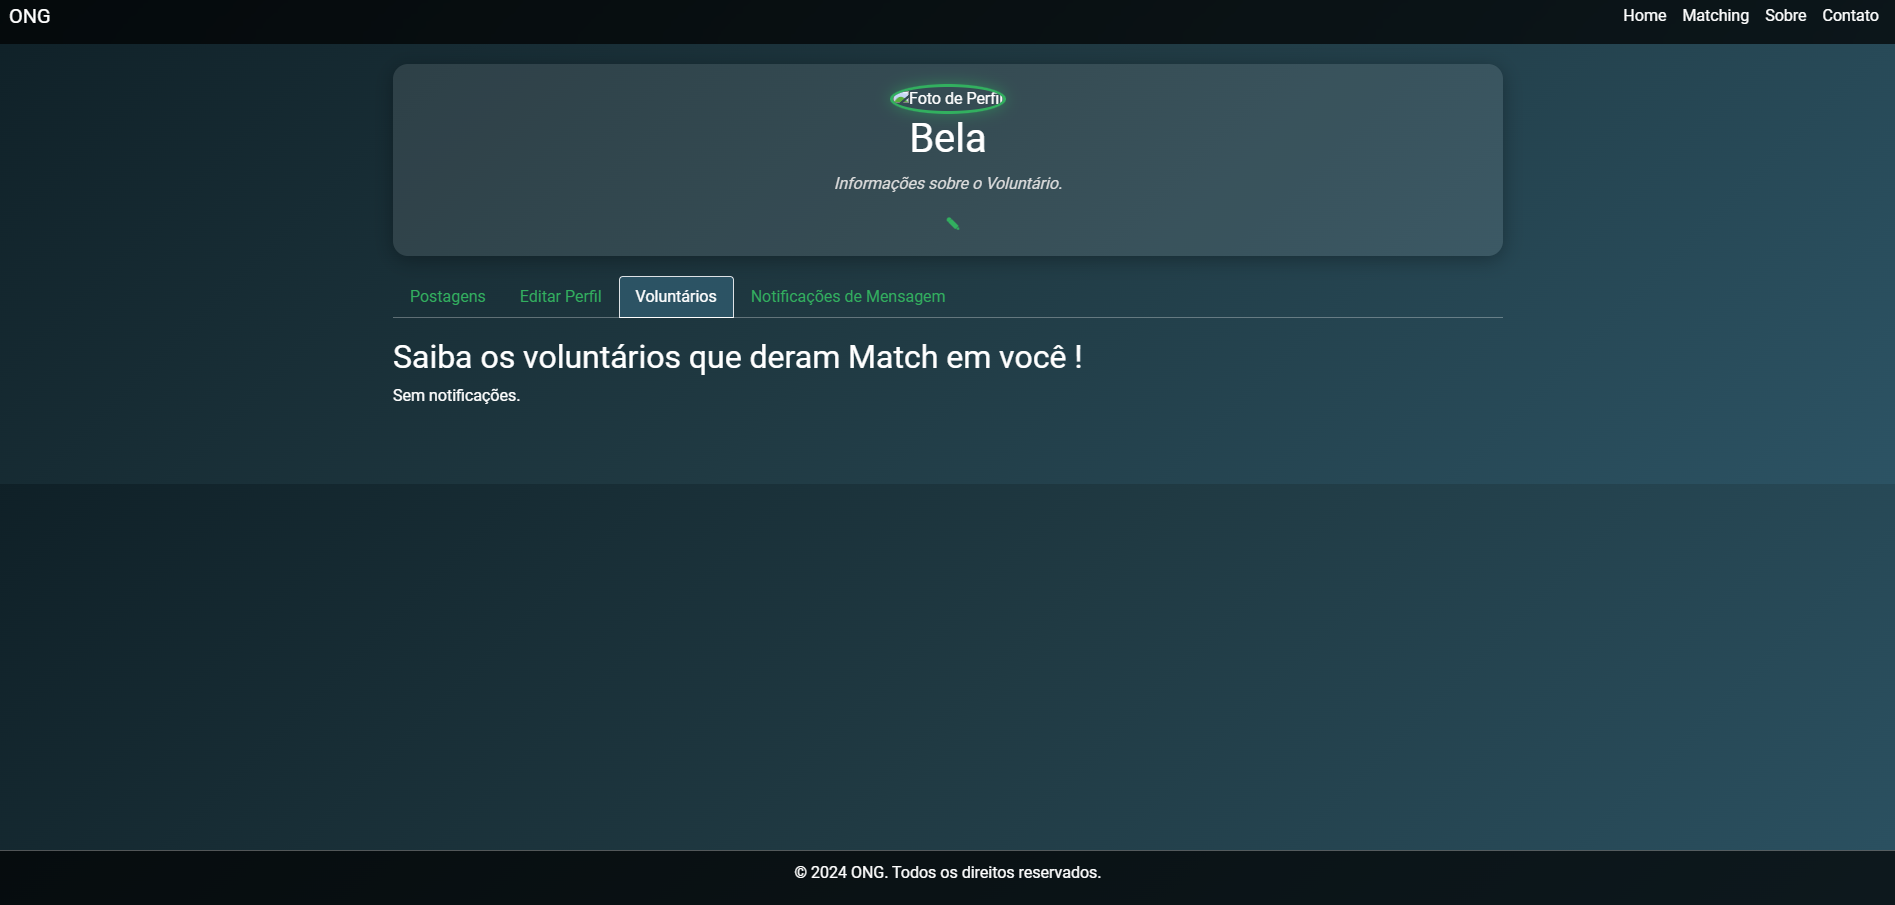 ONG Home Matching Sobre Contato
Foto de Perfil
Bela
Informações sobre o Voluntário.
Postagens Editar Perfil Voluntários Notificações de Mensagem
Saiba os voluntários que deram Match em você !
Sem notificações.
© 2024 ONG. Todos os direitos reservados.